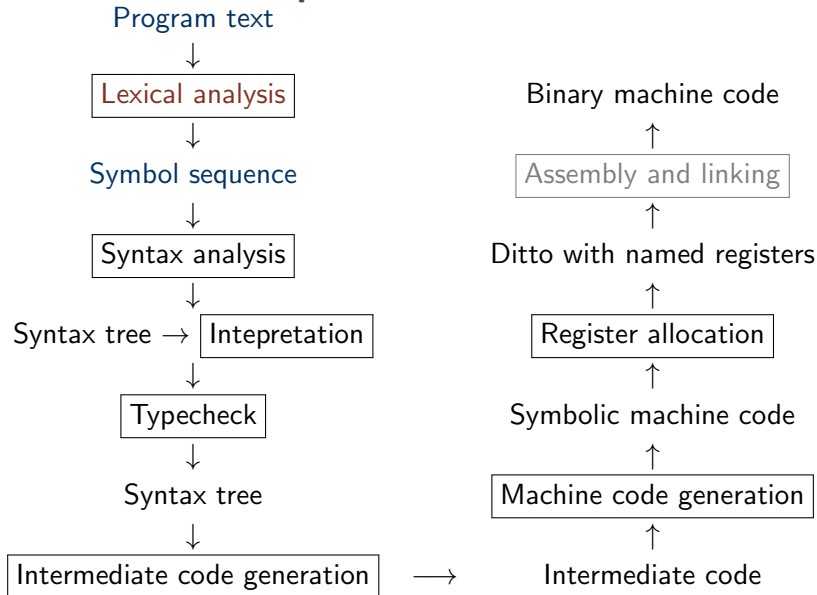 Program text
↓
Lexical analysis
↓
Symbol sequence
↓
Syntax analysis
↓
Syntax tree → Intepretation
↓
Typecheck
↓
Syntax tree
↓
Intermediate code generation
⟶
Binary machine code
↑
Assembly and linking
↑
Ditto with named registers
↑
Register allocation
↑
Symbolic machine code
↑
Machine code generation
↑
Intermediate code